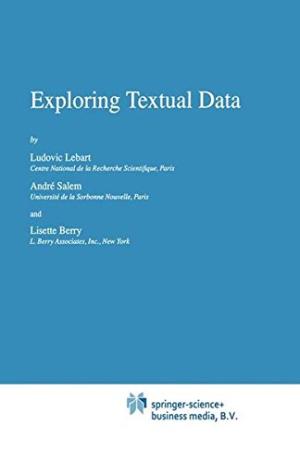 Exploring Textual Data
by
Ludovic Lebart
Centre National de la Recherche Scientifique, Paris
André Salem
Université de la Sorbonne Nouvelle, Paris
and
Lisette Berry
L. Berry Associates, Inc., New York
springer-science+
business media, B.V.